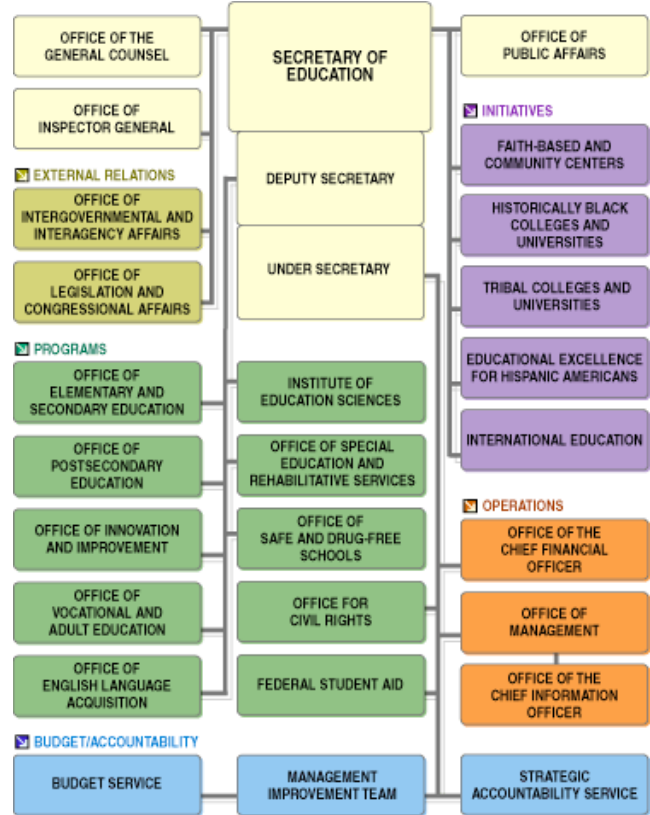 OFFICE OF THE
GENERAL COUNSEL
SECRETARY OF
EDUCATION
OFFICE OF
PUBLIC AFFAIRS
OFFICE OF
INSPECTOR GENERAL
INITIATIVES
FAITH-BASED AND
COMMUNITY CENTERS
DEPUTY SECRETARY
EXTERNAL RELATIONS
OFFICE OF
INTERGOVERNMENTAL AND
INTERAGENCY AFFAIRS
HISTORICALLY BLACK
COLLEGES AND
UNIVERSITIES
UNDER SECRETARY
OFFICE OF
LEGISLATION AND
CONGRESSIONAL AFFAIRS
TRIBAL COLLEGES AND
UNIVERSITIES
PROGRAMS
EDUCATIONAL EXCELLENCE
FOR HISPANIC AMERICANS
OFFICE OF
ELEMENTARY AND
SECONDARY EDUCATION
INSTITUTE OF
EDUCATION SCIENCES
INTERNATIONAL EDUCATION
OFFICE OF
POSTSECONDARY
EDUCATION
OFFICE OF SPECIAL
EDUCATION AND
REHABILITATIVE SERVICES
OPERATIONS
OFFICE OF INNOVATION
AND IMPROVEMENT
OFFICE OF
SAFE AND DRUG-FREE
SCHOOLS
OFFICE OF THE
CHIEF FINANCIAL
OFFICER
OFFICE OF
VOCATIONAL AND
ADULT EDUCATION
OFFICE FOR
CIVIL RIGHTS
OFFICE OF
MANAGEMENT
OFFICE OF
ENGLISH LANGUAGE
ACQUISITION
FEDERAL STUDENT AID
OFFICE OF THE
CHIEF INFORMATION
OFFICER
BUDGET/ACCOUNTABILITY
BUDGET SERVICE
MANAGEMENT
IMPROVEMENT TEAM
STRATEGIC
ACCOUNTABILITY SERVICE